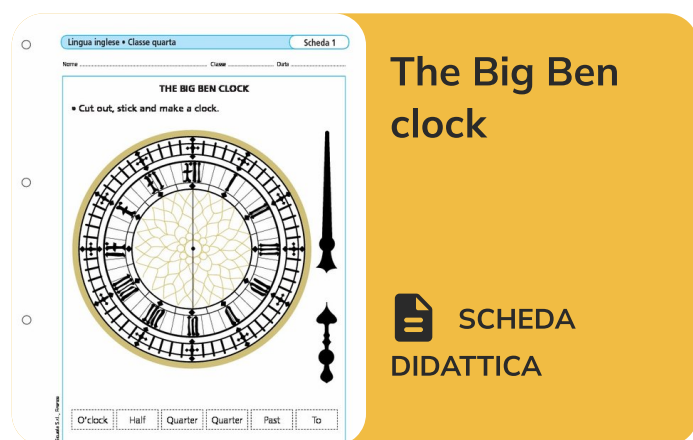 Lingua inglese • Classe quarta
Scheda 1
Nome ........ Classe ........ Data ........
THE BIG BEN CLOCK
• Cut out, stick and make a clock.
O'clock Half Quarter Quarter Past To
The Big Ben
clock
SCHEDA
DIDATTICA